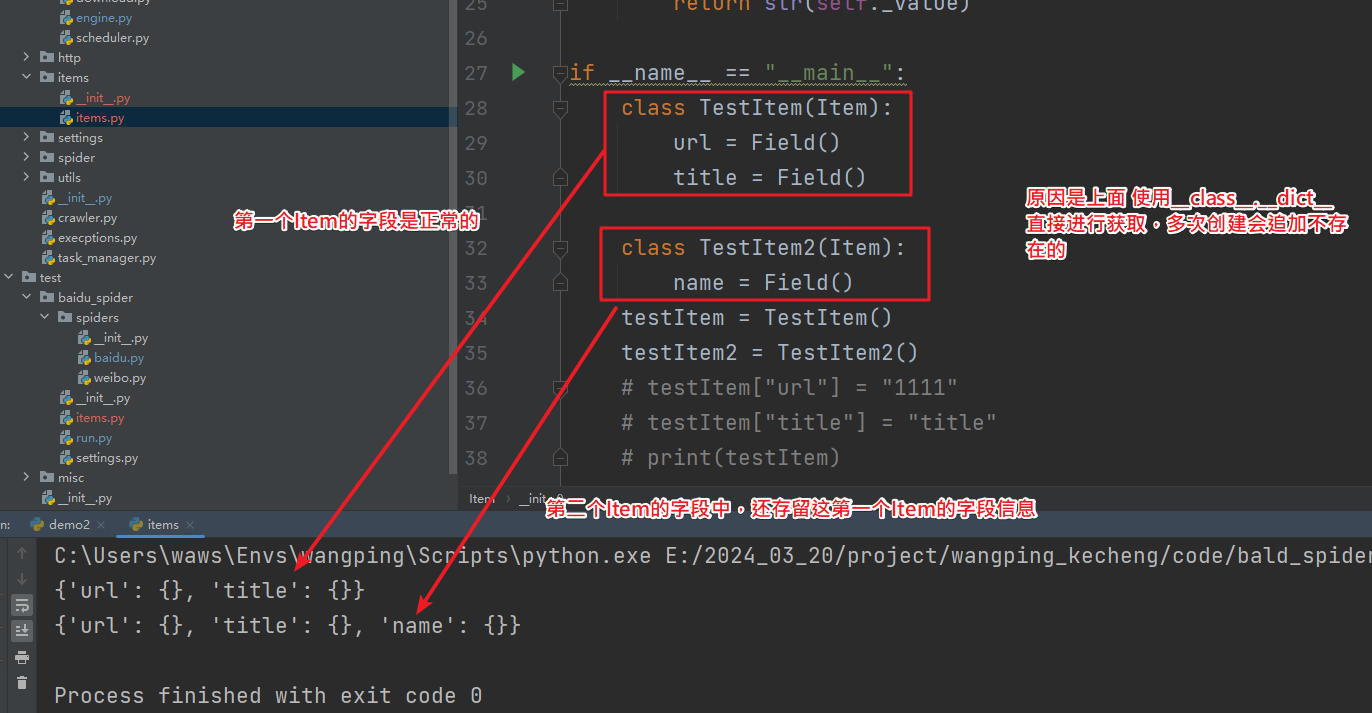 download.py
engine.py
scheduler.py
http
items
__init__.py
items.py
settings
spider
utils
__init__.py
crawler.py
execptions.py
task_manager.py
test
baidu_spider
spiders
__init__.py
baidu.py
weibo.py
__init__.py
items.py
run.py
settings.py
misc
__init__.py
25 return str(self._value)
26
27 if __name__ == "__main__":
28 class TestItem(Item):
29 url = Field()
30 title = Field()
31
32 class TestItem2(Item):
33 name = Field()
34 testItem = TestItem()
35 testItem2 = TestItem2()
36 # testItem["url"] = "1111"
37 # testItem["title"] = "title"
38 # print(testItem)
第一个Item的字段是正常的
原因是上面 使用__class__.__dict__
直接进行获取，多次创建会追加不存
在的
Item
第二个Item的字段中，还存留这第一个Item的字段信息
n: demo2 × items ×
C:\Users\waws\Envs\wangping\Scripts\python.exe E:/2024_03_20/project/wangping_kecheng/code/bald_spider
{'url': {}, 'title': {}}
{'url': {}, 'title': {}, 'name': {}}
Process finished with exit code 0